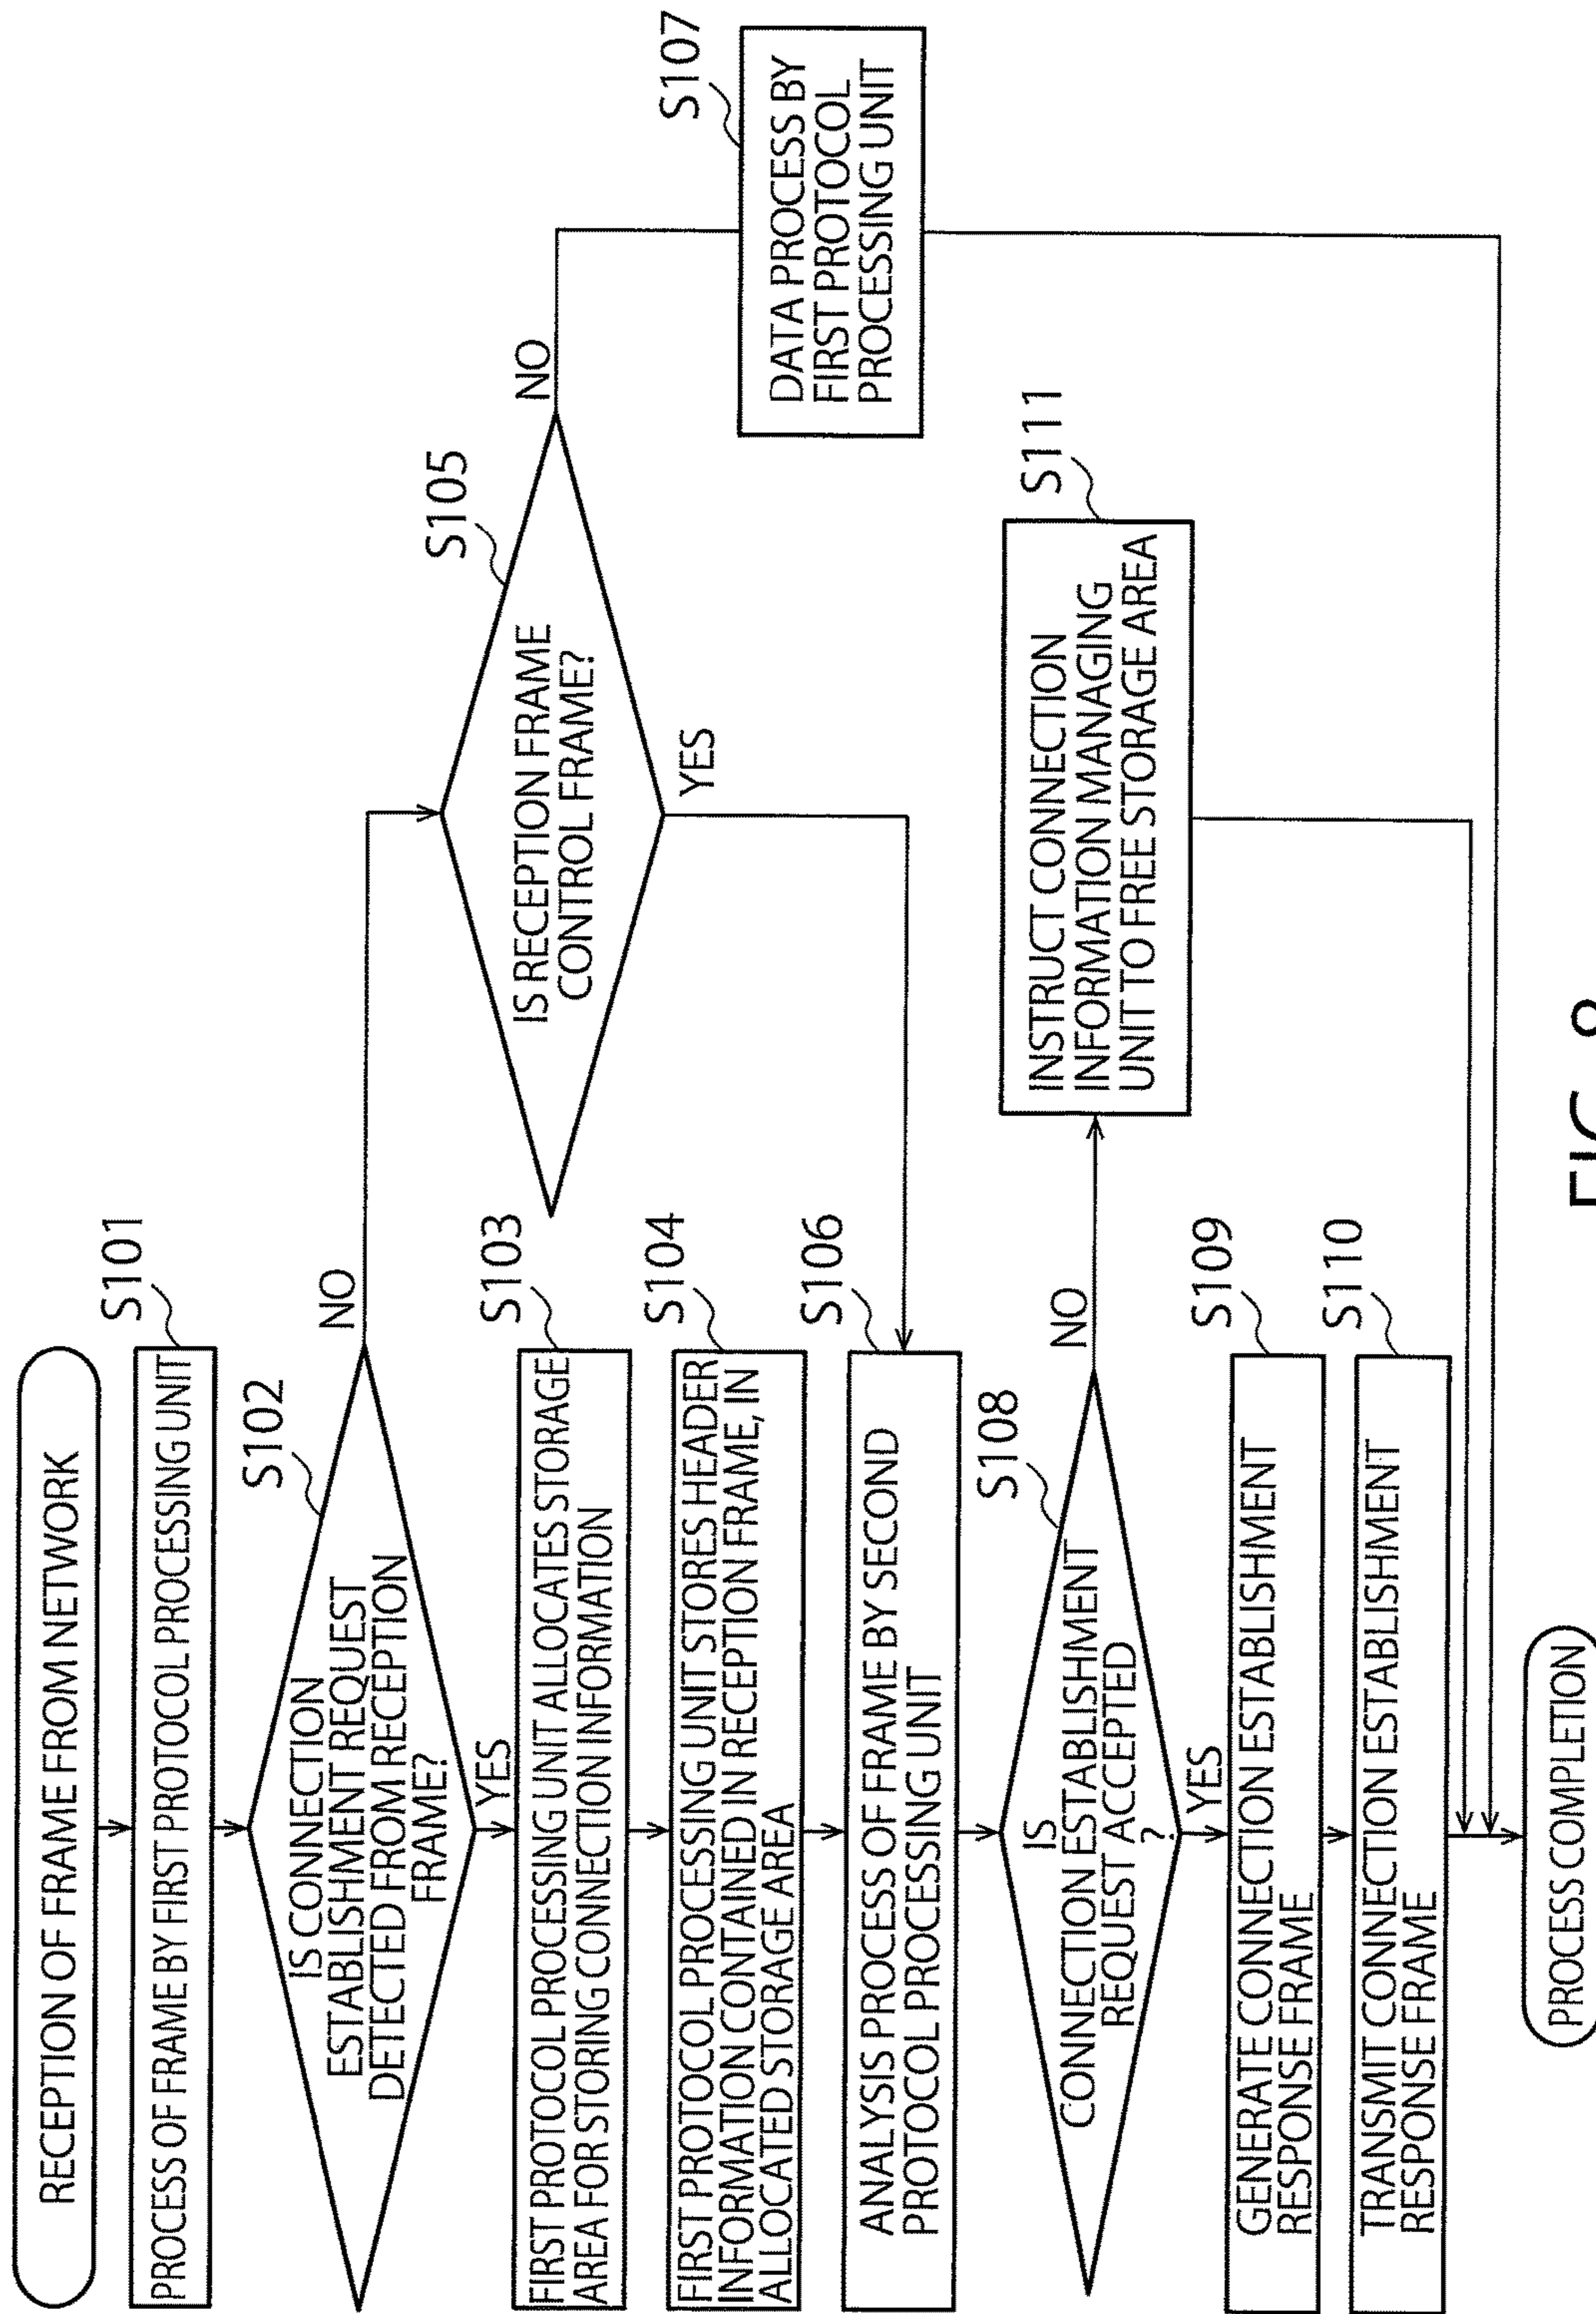 RECEPTION OF FRAME FROM NETWORK
S101
PROCESS OF FRAME BY FIRST PROTOCOL PROCESSING UNIT
S102
IS CONNECTION
ESTABLISHMENT REQUEST
DETECTED FROM RECEPTION
FRAME?
NO
YES
S105
IS RECEPTION FRAME
CONTROL FRAME?
NO
YES
S103
FIRST PROTOCOL PROCESSING UNIT ALLOCATES STORAGE
AREA FOR STORING CONNECTION INFORMATION
S104
FIRST PROTOCOL PROCESSING UNIT STORES HEADER
INFORMATION CONTAINED IN RECEPTION FRAME, IN
ALLOCATED STORAGE AREA
S107
DATA PROCESS BY
FIRST PROTOCOL
PROCESSING UNIT
S106
ANALYSIS PROCESS OF FRAME BY SECOND
PROTOCOL PROCESSING UNIT
S108
IS
CONNECTION ESTABLISHMENT
REQUEST ACCEPTED
?
NO
YES
S111
INSTRUCT CONNECTION
INFORMATION MANAGING
UNIT TO FREE STORAGE AREA
S109
GENERATE CONNECTION ESTABLISHMENT
RESPONSE FRAME
S110
TRANSMIT CONNECTION ESTABLISHMENT
RESPONSE FRAME
PROCESS COMPLETION
FIG. 8